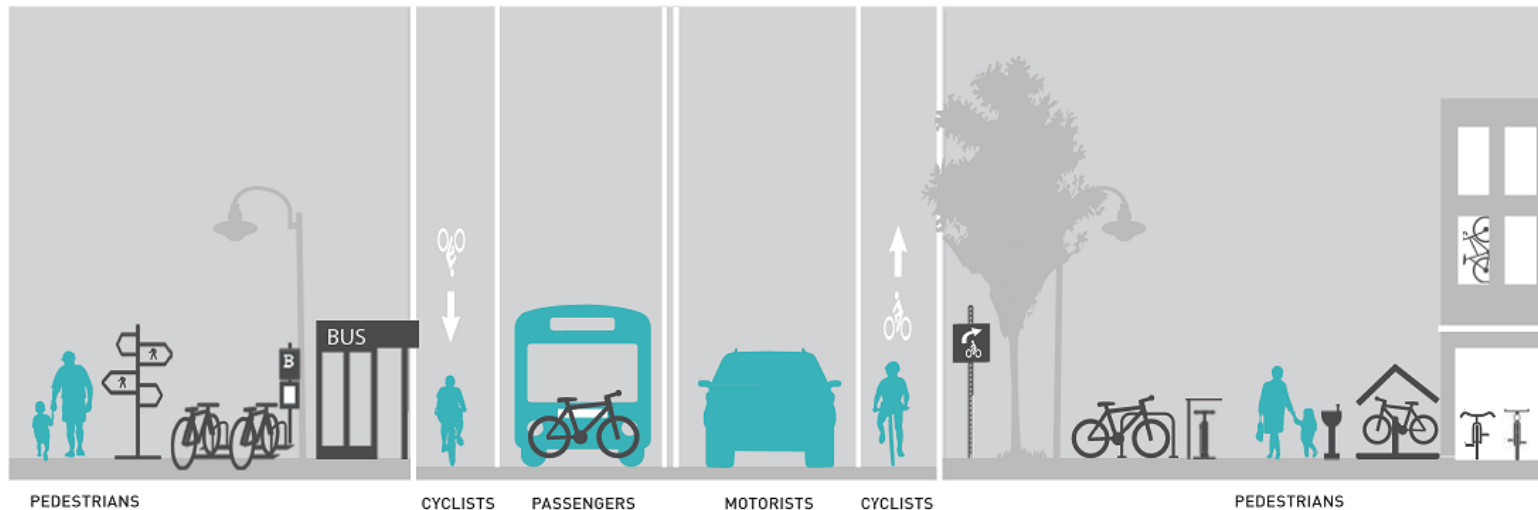 BUS
B
PEDESTRIANS
CYCLISTS
PASSENGERS
MOTORISTS
CYCLISTS
PEDESTRIANS